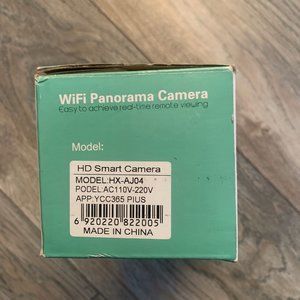 WiFi Panorama Camera
Easy to achieve real-time remote viewing
Model:
HD Smart Camera
MODEL:HX-AJ04
PODEL:AC110V-220V
APP:YCC365 PIUS
6 920220 822005
MADE IN CHINA